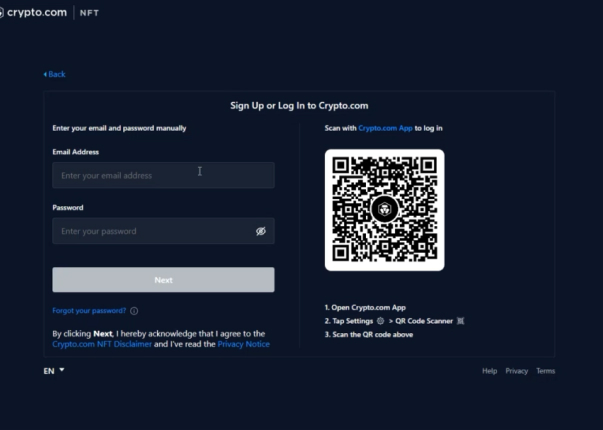 crypto.com | NFT
Back
Sign Up or Log In to Crypto.com
Enter your email and password manually
Email Address
Enter your email address
Password
Enter your password
Next
Forgot your password?
By clicking Next, I hereby acknowledge that I agree to the
Crypto.com NFT Disclaimer and I've read the Privacy Notice
Scan with Crypto.com App to log in
1. Open Crypto.com App
2. Tap Settings > QR Code Scanner
3. Scan the QR code above
EN
Help Privacy Terms